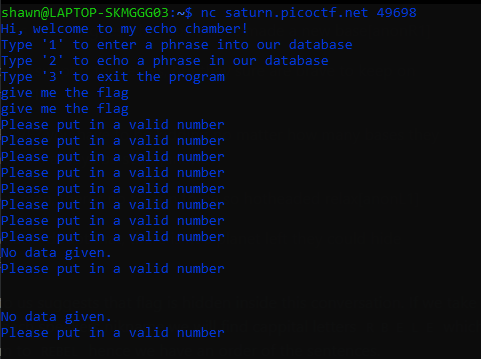 shawn@LAPTOP-SKMGGG03:~$ nc saturn.picoctf.net 49698
Hi, welcome to my echo chamber!
Type '1' to enter a phrase into our database
Type '2' to echo a phrase in our database
Type '3' to exit the program
give me the flag
give me the flag
Please put in a valid number
Please put in a valid number
Please put in a valid number
Please put in a valid number
Please put in a valid number
Please put in a valid number
Please put in a valid number
Please put in a valid number
No data given.
Please put in a valid number
No data given.
Please put in a valid number